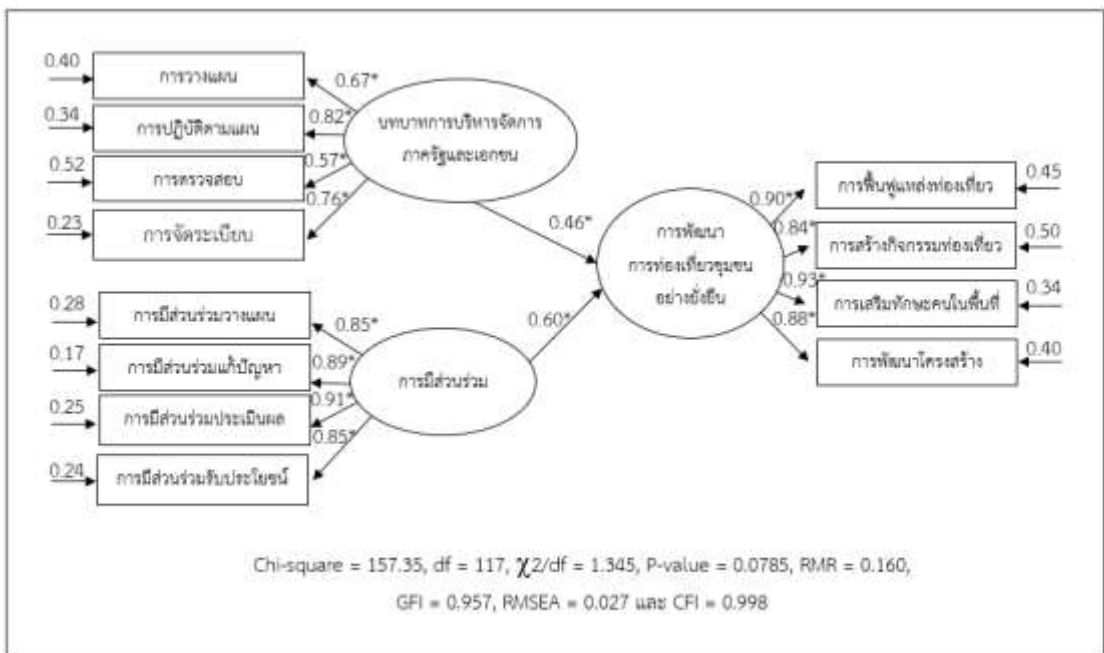 0.40
การวางแผน
0.67*
0.34
การปฏิบัติตามแผน
0.82*
0.52
การตรวจสอบ
0.57*
0.23
การจัดระเบียบ
0.76*
บทบาทการบริหารจัดการ
ภาครัฐและเอกชน
0.46*
0.28
การมีส่วนร่วมวางแผน
0.85*
0.17
การมีส่วนร่วมแก้ปัญหา
0.89*
0.25
การมีส่วนร่วมประเมินผล
0.91*
0.24
การมีส่วนร่วมรับประโยชน์
0.85*
การมีส่วนร่วม
0.60*
การพัฒนา
การท่องเที่ยวชุมชน
อย่างยั่งยืน
0.90*
การฟื้นฟูแหล่งท่องเที่ยว
0.45
0.84*
การสร้างกิจกรรมท่องเที่ยว
0.50
0.93*
การเสริมทักษะคนในพื้นที่
0.34
0.88*
การพัฒนาโครงสร้าง
0.40
Chi-square = 157.35, df = 117, χ2/df = 1.345, P-value = 0.0785, RMR = 0.160,
GFI = 0.957, RMSEA = 0.027 และ CFI = 0.998